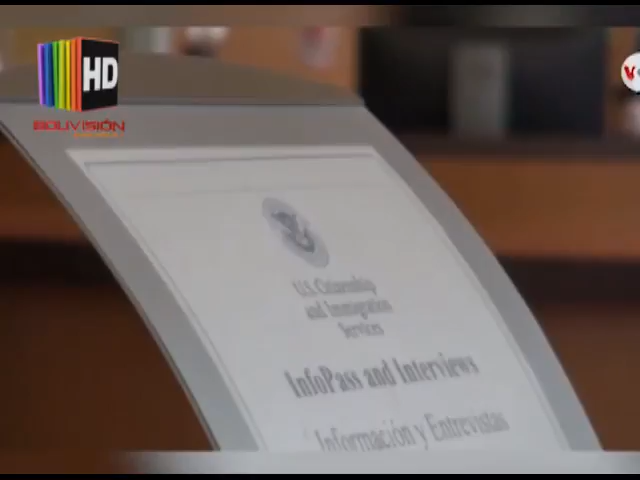 HD
BOLIVISIÓN
U.S. Citizenship
and Immigration
Services
InfoPass and Interviews
Información y Entrevistas